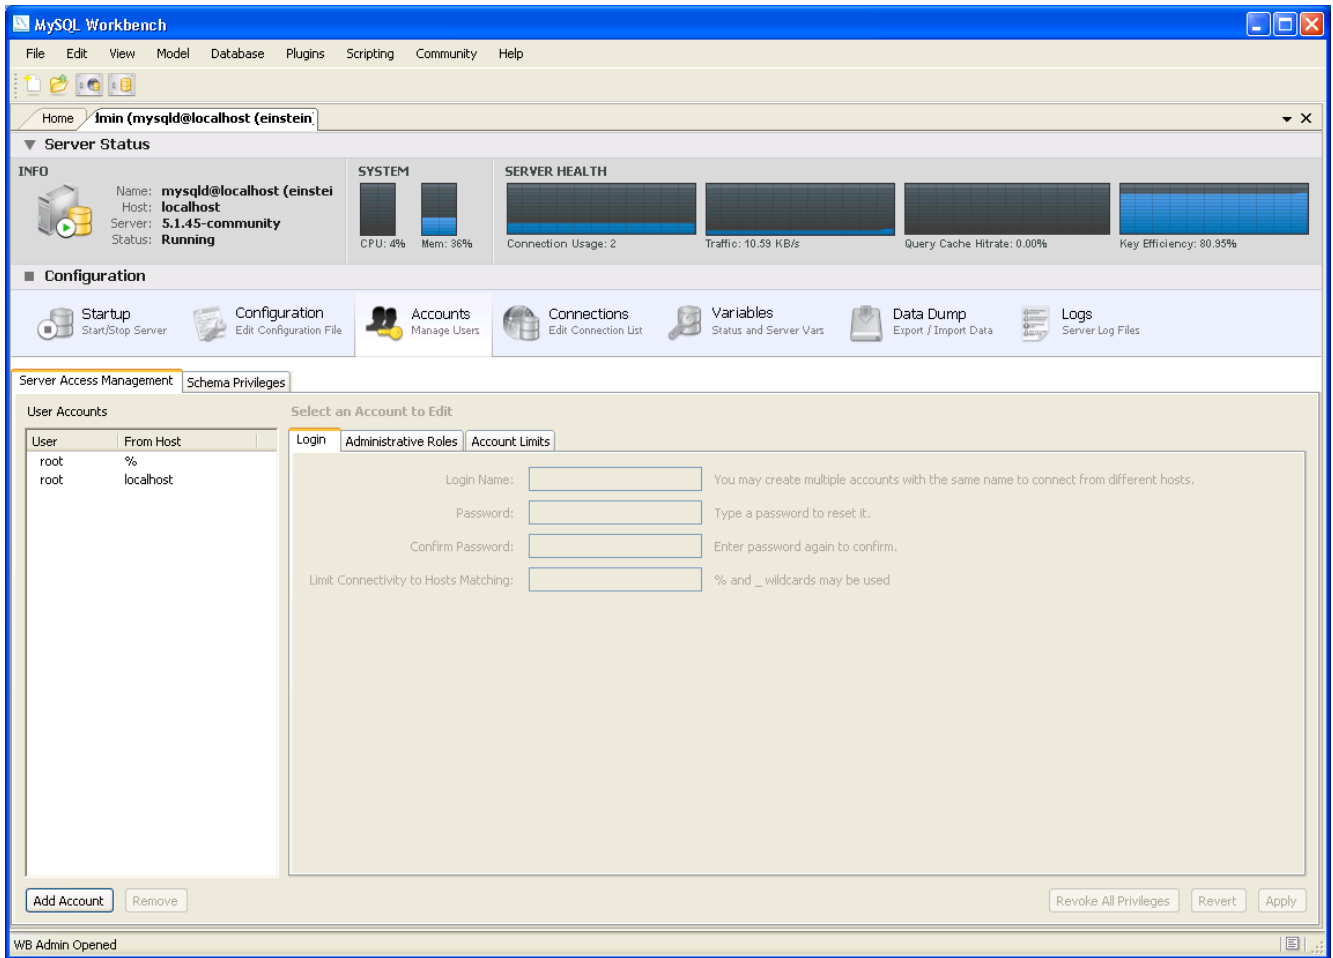 MySQL Workbench
File Edit View Model Database Plugins Scripting Community Help
Home
lmin (mysqld@localhost (einstein)
Server Status
INFO
Name: mysqld@localhost (einstei
Host: localhost
Server: 5.1.45-community
Status: Running
SYSTEM
CPU: 4% Mem: 36%
SERVER HEALTH
Connection Usage: 2
Traffic: 10.59 KB/s
Query Cache Hitrate: 0.00%
Key Efficiency: 80.95%
Configuration
Startup
Start/Stop Server
Configuration
Edit Configuration File
Accounts
Manage Users
Connections
Edit Connection List
Variables
Status and Server Vars
Data Dump
Export / Import Data
Logs
Server Log Files
Server Access Management
Schema Privileges
User Accounts
User From Host
root %
root localhost
Add Account
Remove
Select an Account to Edit
Login
Administrative Roles
Account Limits
Login Name:
You may create multiple accounts with the same name to connect from different hosts.
Password:
Type a password to reset it.
Confirm Password:
Enter password again to confirm.
Limit Connectivity to Hosts Matching:
% and _ wildcards may be used
Revoke All Privileges
Revert
Apply
WB Admin Opened